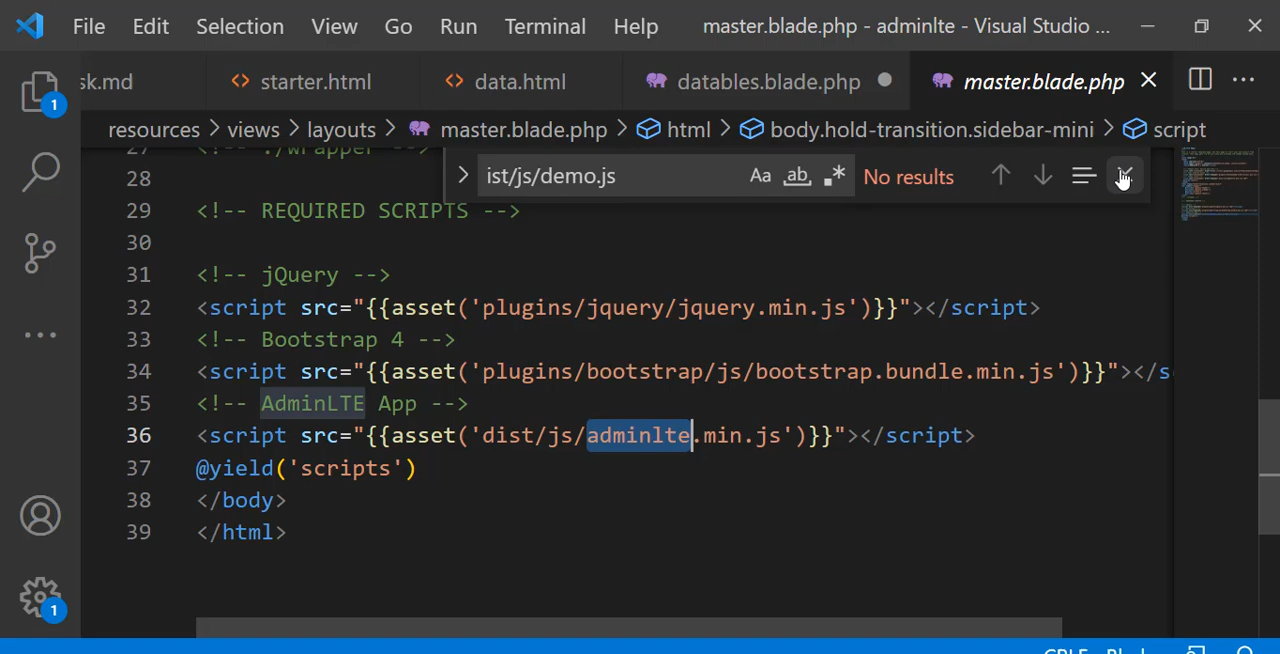 File Edit Selection View Go Run Terminal Help master.blade.php - adminlte - Visual Studio ...
sk.md starter.html data.html datables.blade.php master.blade.php
resources > views > layouts > master.blade.php > html > body.hold-transition.sidebar-mini > script
ist/js/demo.js Aa ab .* No results
27 <!-- ./wrapper -->
28
29 <!-- REQUIRED SCRIPTS -->
30
31 <!-- jQuery -->
32 <script src="{{asset('plugins/jquery/jquery.min.js')}}"></script>
33 <!-- Bootstrap 4 -->
34 <script src="{{asset('plugins/bootstrap/js/bootstrap.bundle.min.js')}}"></s
35 <!-- AdminLTE App -->
36 <script src="{{asset('dist/js/adminlte.min.js')}}"></script>
37 @yield('scripts')
38 </body>
39 </html>
1
1